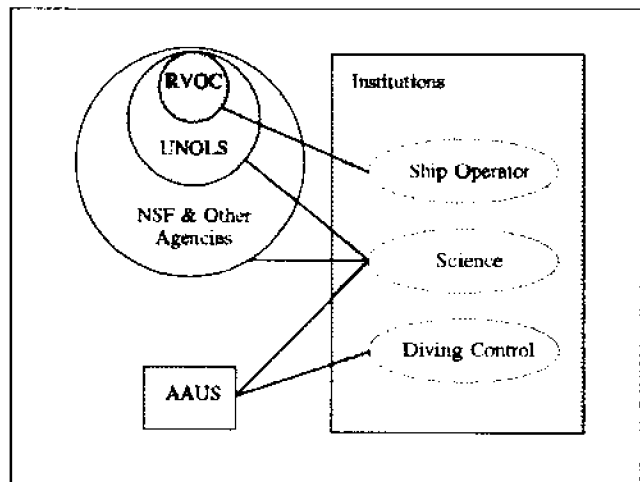 RVOC
UNOLS
NSF & Other
Agencies
AAUS
Institutions
Ship Operator
Science
Diving Control